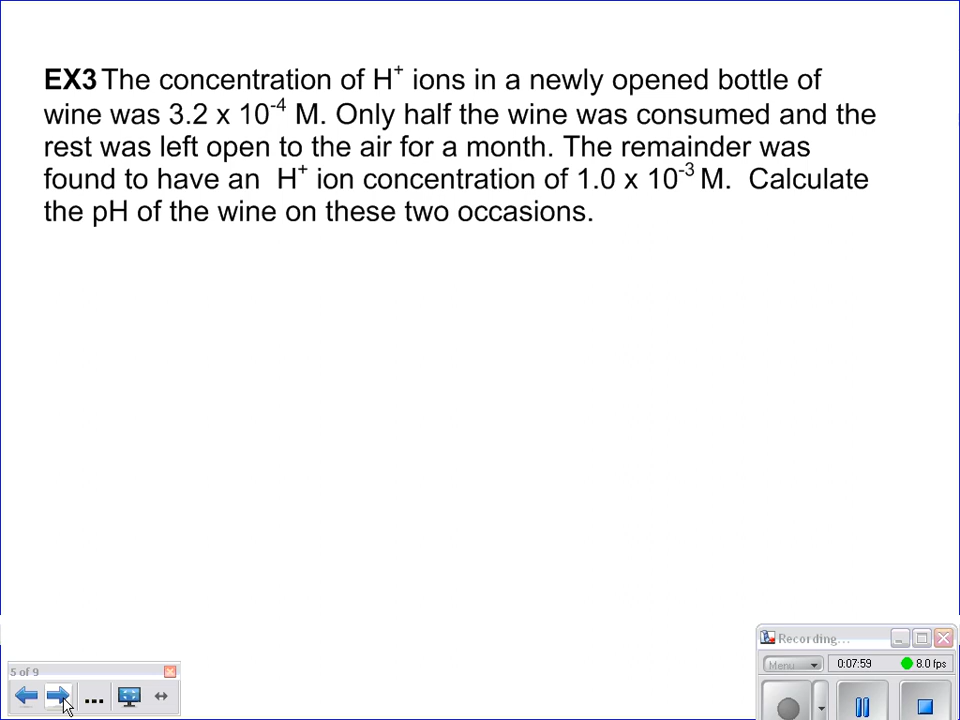 EX3 The concentration of H⁺ ions in a newly opened bottle of
wine was 3.2 x 10⁻⁴ M. Only half the wine was consumed and the
rest was left open to the air for a month. The remainder was
found to have an H⁺ ion concentration of 1.0 x 10⁻³ M. Calculate
the pH of the wine on these two occasions.
5 of 9
...
Recording...
Menu 0:07:59 8.0 fps